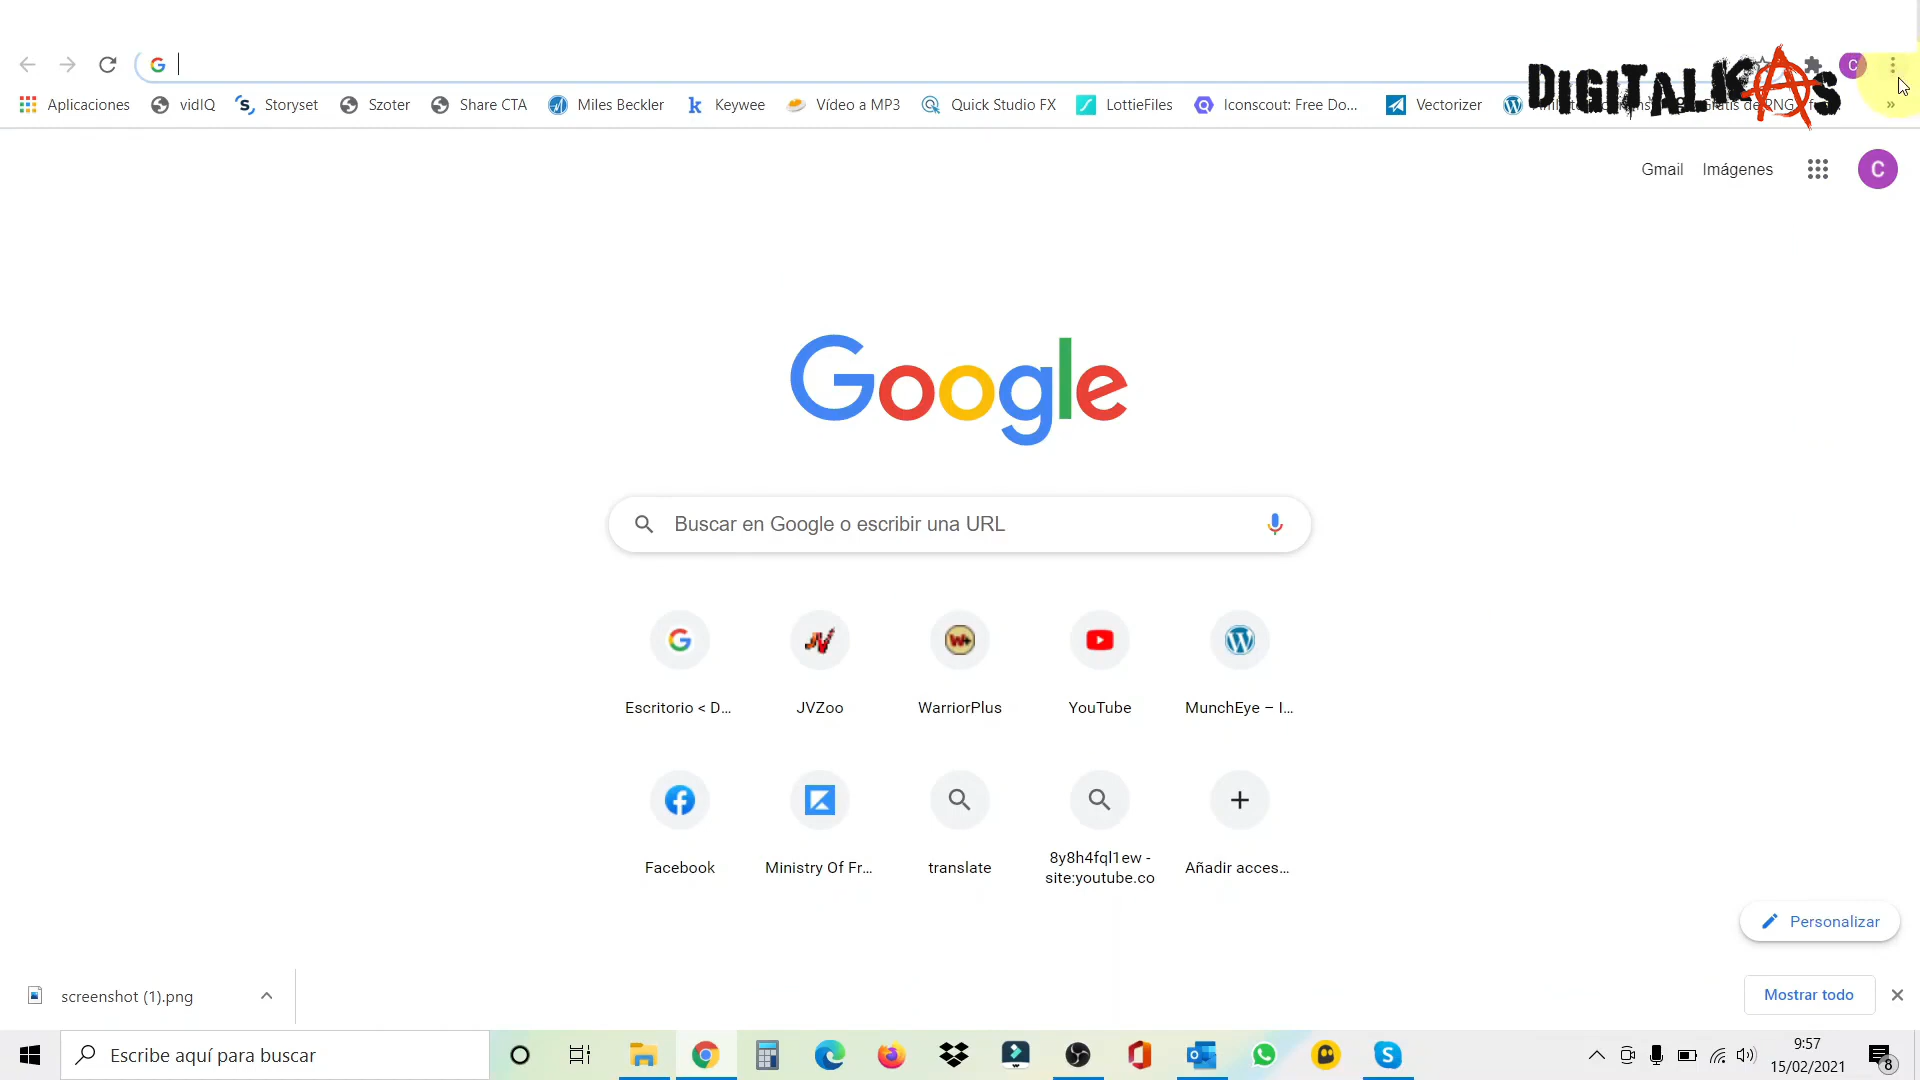 DIGITALKAS
C
Aplicaciones vidIQ Storyset Szoter Share CTA Miles Beckler Keywee Vídeo a MP3 Quick Studio FX LottieFiles Iconscout: Free Do... Vectorizer
Gmail Imágenes C
Google
Buscar en Google o escribir una URL
Escritorio < D... JVZoo WarriorPlus YouTube MunchEye – I...
Facebook Ministry Of Fr... translate 8y8h4fql1ew - Añadir acces...
site:youtube.co
Personalizar
screenshot (1).png Mostrar todo
Escribe aquí para buscar
9:57
15/02/2021
8